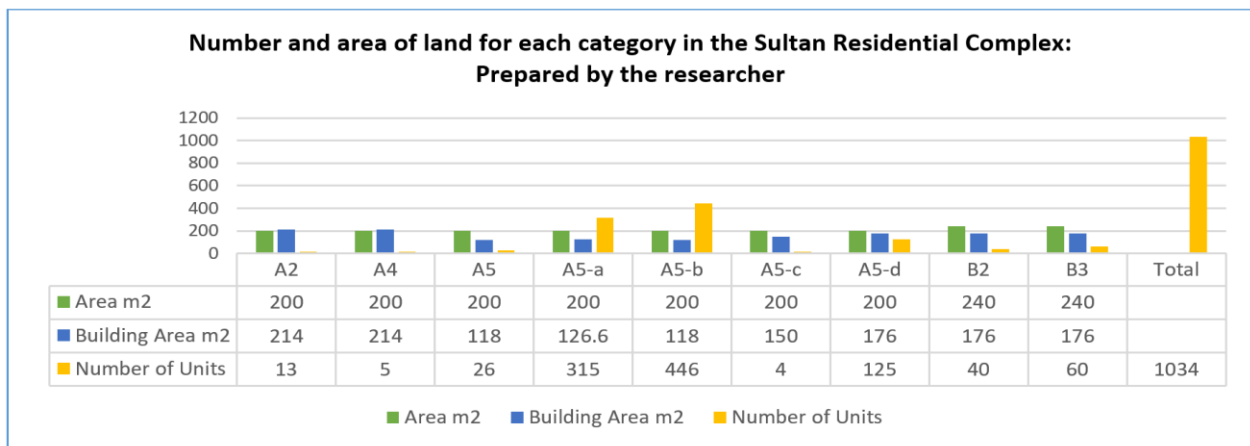 Number and area of land for each category in the Sultan Residential Complex:
Prepared by the researcher
1200
1000
800
600
400
200
0
A2 A4 A5 A5-a A5-b A5-c A5-d B2 B3 Total
Area m2 200 200 200 200 200 200 200 240 240
Building Area m2 214 214 118 126.6 118 150 176 176 176
Number of Units 13 5 26 315 446 4 125 40 60 1034
Area m2 Building Area m2 Number of Units